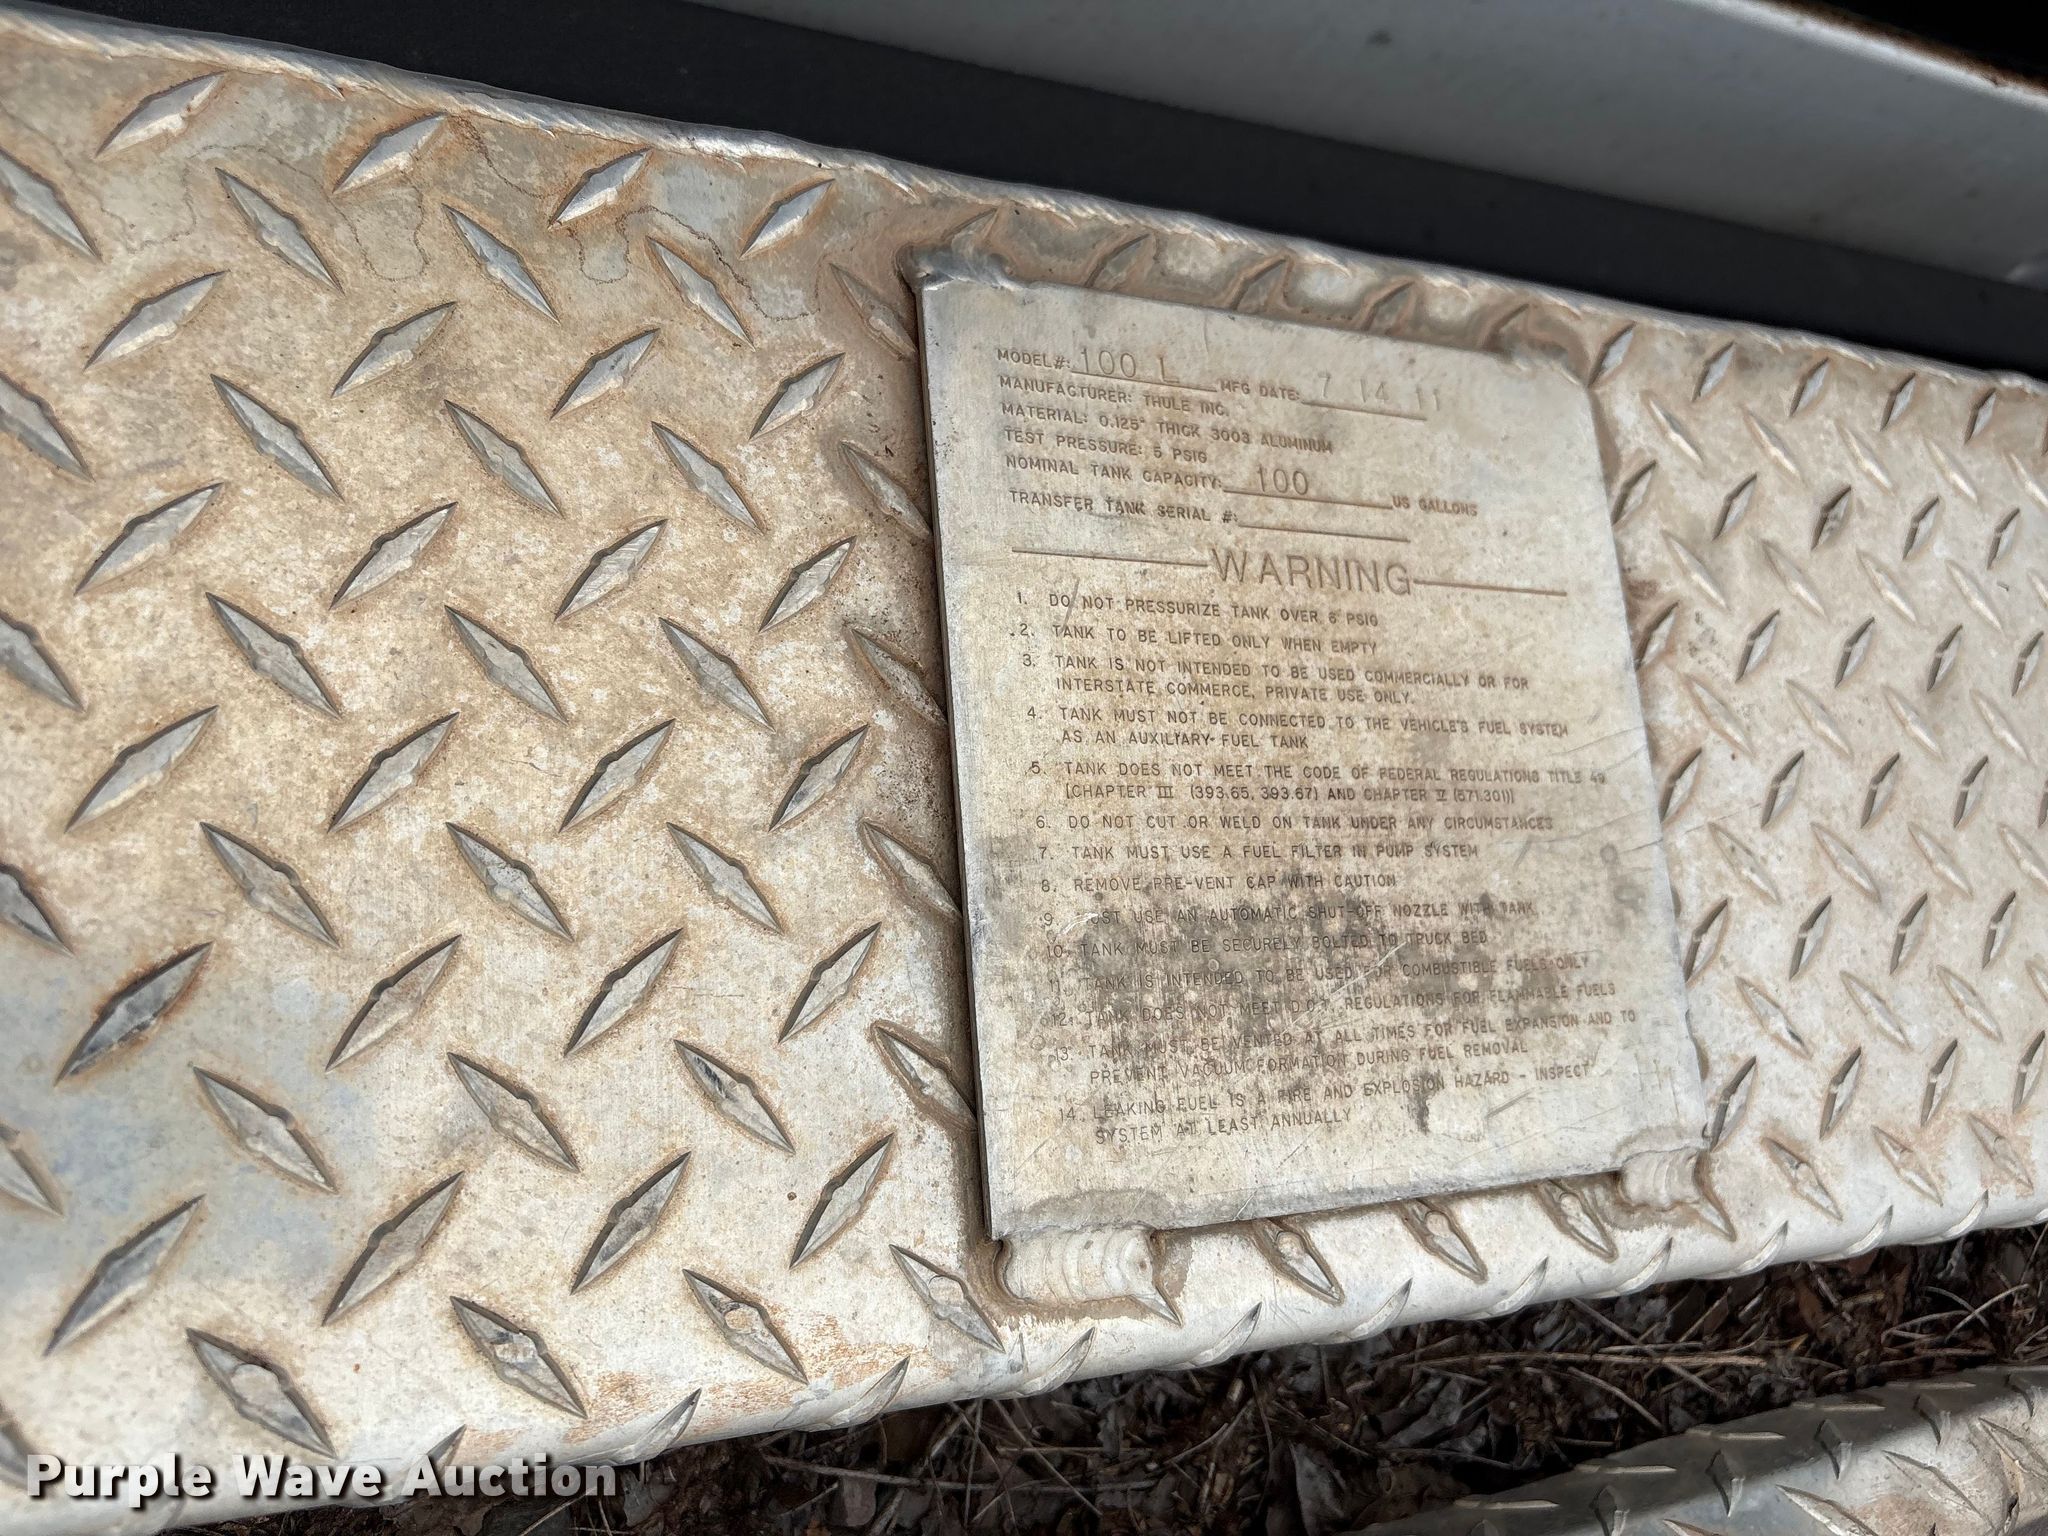 MODEL#: 100 L MFG DATE: 7 14 11
MANUFACTURER: THULE INC.
MATERIAL: 0.125" THICK 3003 ALUMINUM
TEST PRESSURE: 5 PSIG
NOMINAL TANK CAPACITY: 100 US GALLONS
TRANSFER TANK SERIAL #:
WARNING
1. DO NOT PRESSURIZE TANK OVER PSIG
2. TANK TO BE LIFTED ONLY WHEN EMPTY
3. TANK IS NOT INTENDED TO BE USED COMMERCIALLY OR FOR
INTERSTATE COMMERCE, PRIVATE USE ONLY.
4. TANK MUST NOT BE CONNECTED TO THE VEHICLE'S FUEL SYSTEM
AS AN AUXILIARY FUEL TANK
5. TANK DOES NOT MEET THE CODE OF FEDERAL REGULATIONS TITLE 49
[CHAPTER III (393.65, 393.67) AND CHAPTER V (571.301)]
6. DO NOT CUT OR WELD ON TANK UNDER ANY CIRCUMSTANCES
7. TANK MUST USE A FUEL FILTER IN PUMP SYSTEM
8. REMOVE PRE-VENT CAP WITH CAUTION
9. MUST USE AN AUTOMATIC SHUT-OFF NOZZLE WITH TANK
10. TANK MUST BE SECURELY BOLTED TO TRUCK BED
11. TANK IS INTENDED TO BE USED FOR COMBUSTIBLE FUELS ONLY
12. TANK DOES NOT MEET D.O.T. REGULATIONS FOR FLAMMABLE FUELS
13. TANK MUST BE VENTED AT ALL TIMES FOR FUEL EXPANSION AND TO
PREVENT VACUUM FORMATION DURING FUEL REMOVAL
14. LEAKING FUEL IS A FIRE AND EXPLOSION HAZARD - INSPECT
SYSTEM AT LEAST ANNUALLY
Purple Wave Auction